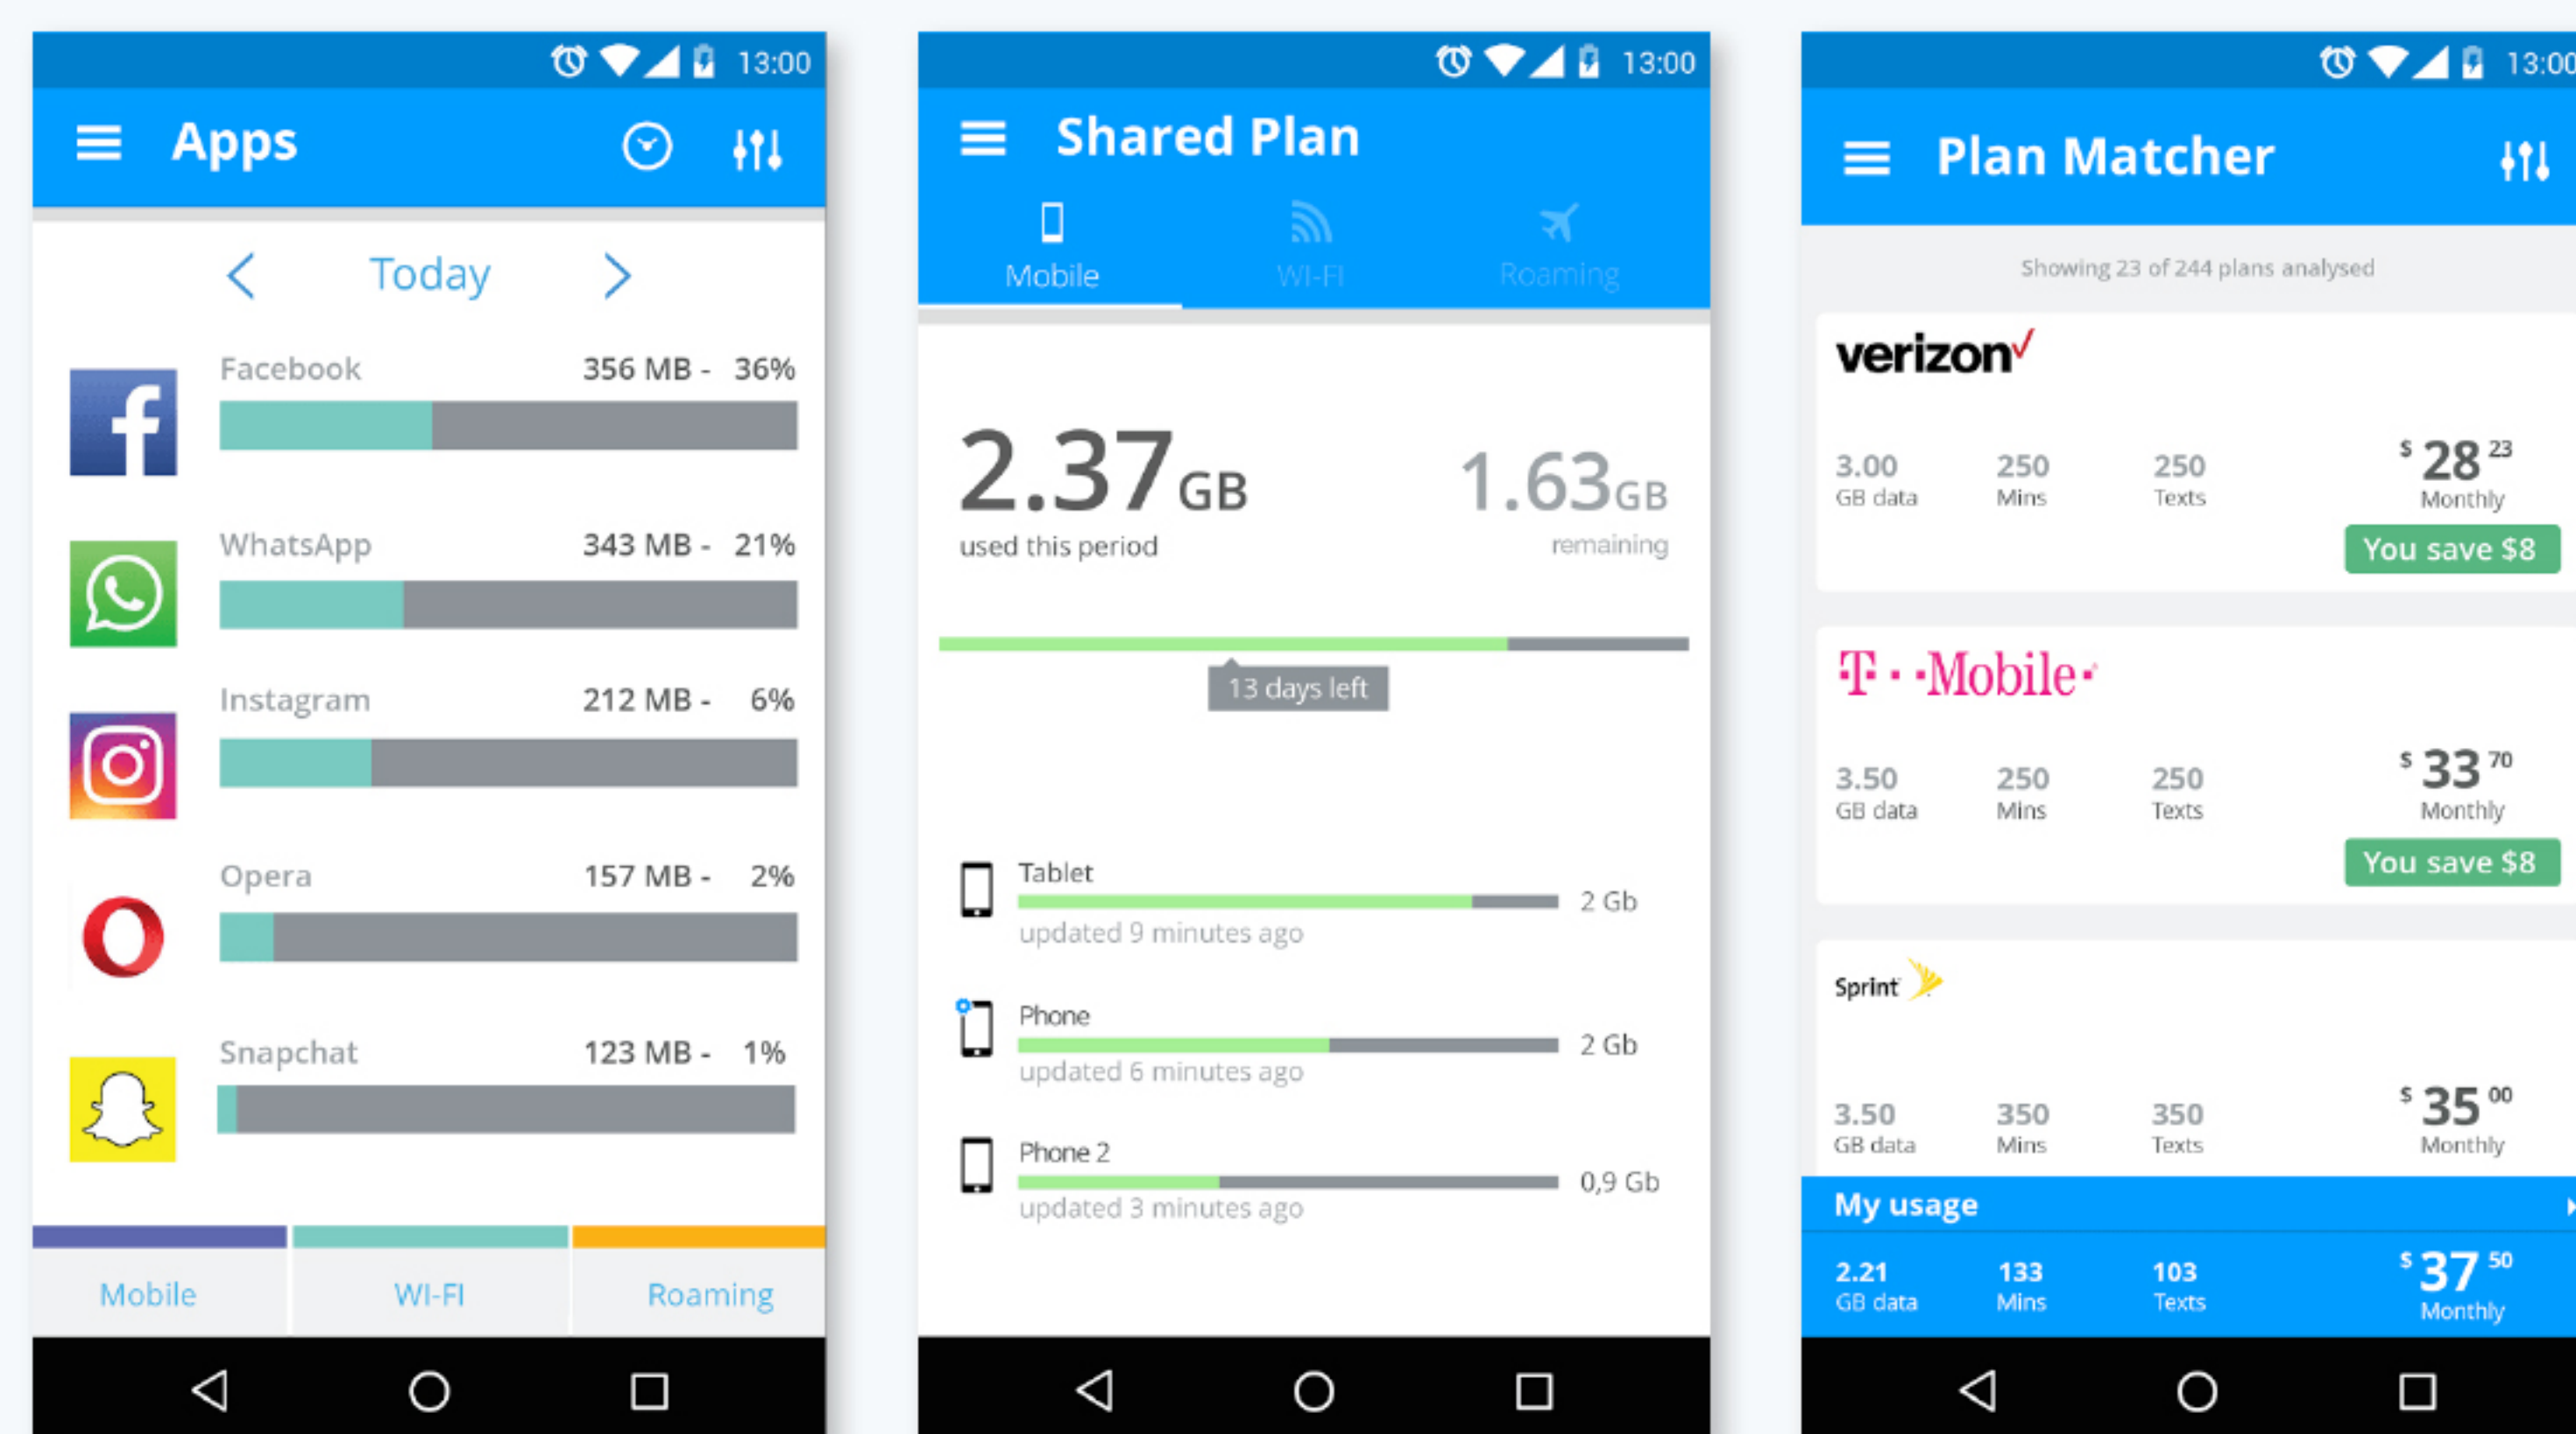 13:00
Apps
Today
Facebook 356 MB - 36%
WhatsApp 343 MB - 21%
Instagram 212 MB - 6%
Opera 157 MB - 2%
Snapchat 123 MB - 1%
Mobile WI-FI Roaming
13:00
Shared Plan
Mobile WI-FI Roaming
2.37 GB 1.63 GB
used this period remaining
13 days left
Tablet
2 Gb
updated 9 minutes ago
Phone
2 Gb
updated 6 minutes ago
Phone 2
0,9 Gb
updated 3 minutes ago
13:00
Plan Matcher
Showing 23 of 244 plans analysed
verizon
3.00 250 250 $ 28 23
GB data Mins Texts Monthly
You save $8
T··Mobile·
3.50 250 250 $ 33 70
GB data Mins Texts Monthly
You save $8
Sprint
3.50 350 350 $ 35 00
GB data Mins Texts Monthly
My usage
2.21 133 103 $ 37 50
GB data Mins Texts Monthly